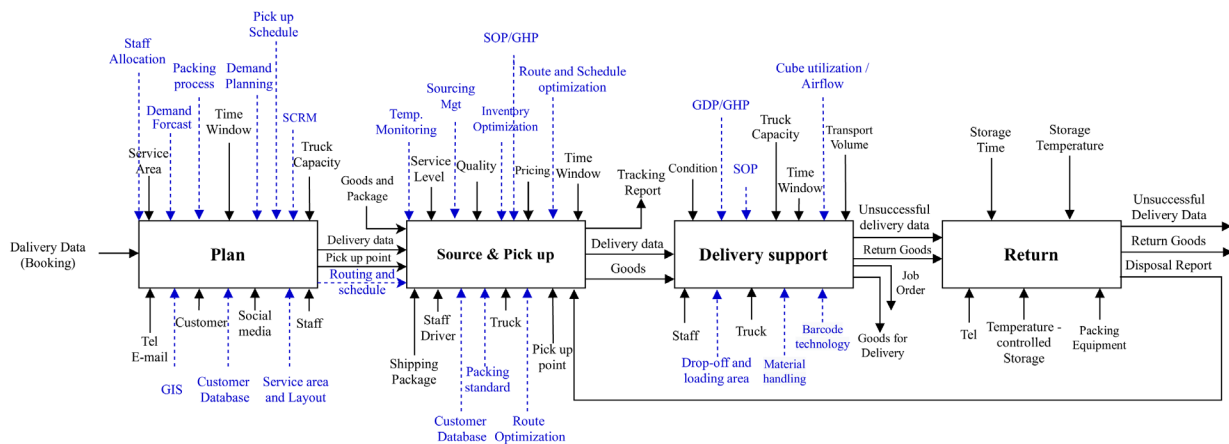 Pick up
Schedule
Staff
Allocation
Packing
process
Demand
Planning
Demand
Forcast
Time
Window
SCRM
Service
Area
Truck
Capacity
SOP/GHP
Route and Schedule
optimization
Sourcing
Mgt
Temp.
Monitoring
Inventory
Optimization
Goods and
Package
Service
Level
Quality
Pricing
Time
Window
Tracking
Report
Cube utilization /
Airflow
GDP/GHP
Truck
Capacity
Transport
Volume
Condition
SOP
Time
Window
Storage
Time
Storage
Temperature
Dalivery Data
(Booking)
Plan
Delivery data
Pick up point
Routing and
schedule
Source & Pick up
Delivery data
Goods
Delivery support
Unsuccessful
delivery data
Return Goods
Job
Order
Goods for
Delivery
Return
Unsuccessful
Delivery Data
Return Goods
Disposal Report
Tel
E-mail
GIS
Customer
Customer
Database
Social
media
Service area
and Layout
Staff
Shipping
Package
Staff
Driver
Customer
Database
Packing
standard
Truck
Route
Optimization
Pick up
point
Staff
Drop-off and
loading area
Truck
Material
handling
Barcode
technology
Tel
Temperature -
controlled
Storage
Packing
Equipment